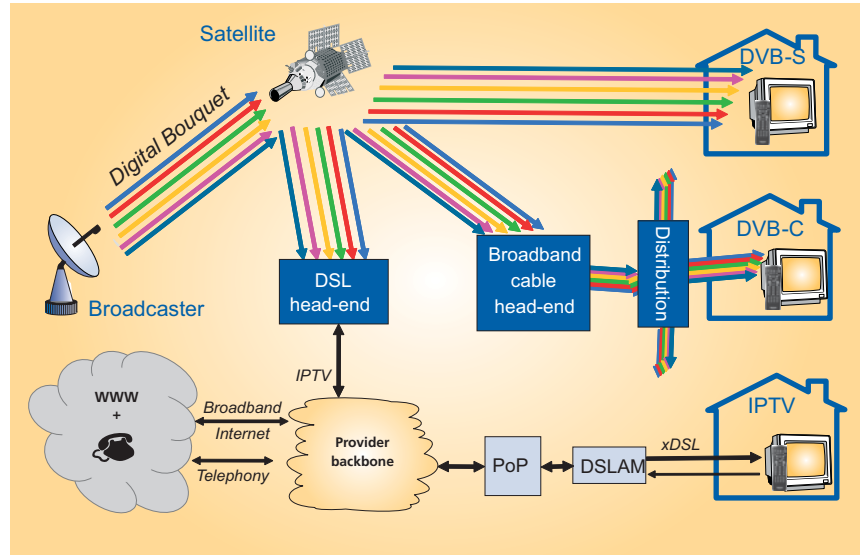 Satellite
DVB-S
Digital Bouquet
Broadcaster
DSL
head-end
Broadband
cable
head-end
Distribution
DVB-C
IPTV
WWW
+
Broadband
Internet
Telephony
Provider
backbone
PoP
DSLAM
xDSL
IPTV